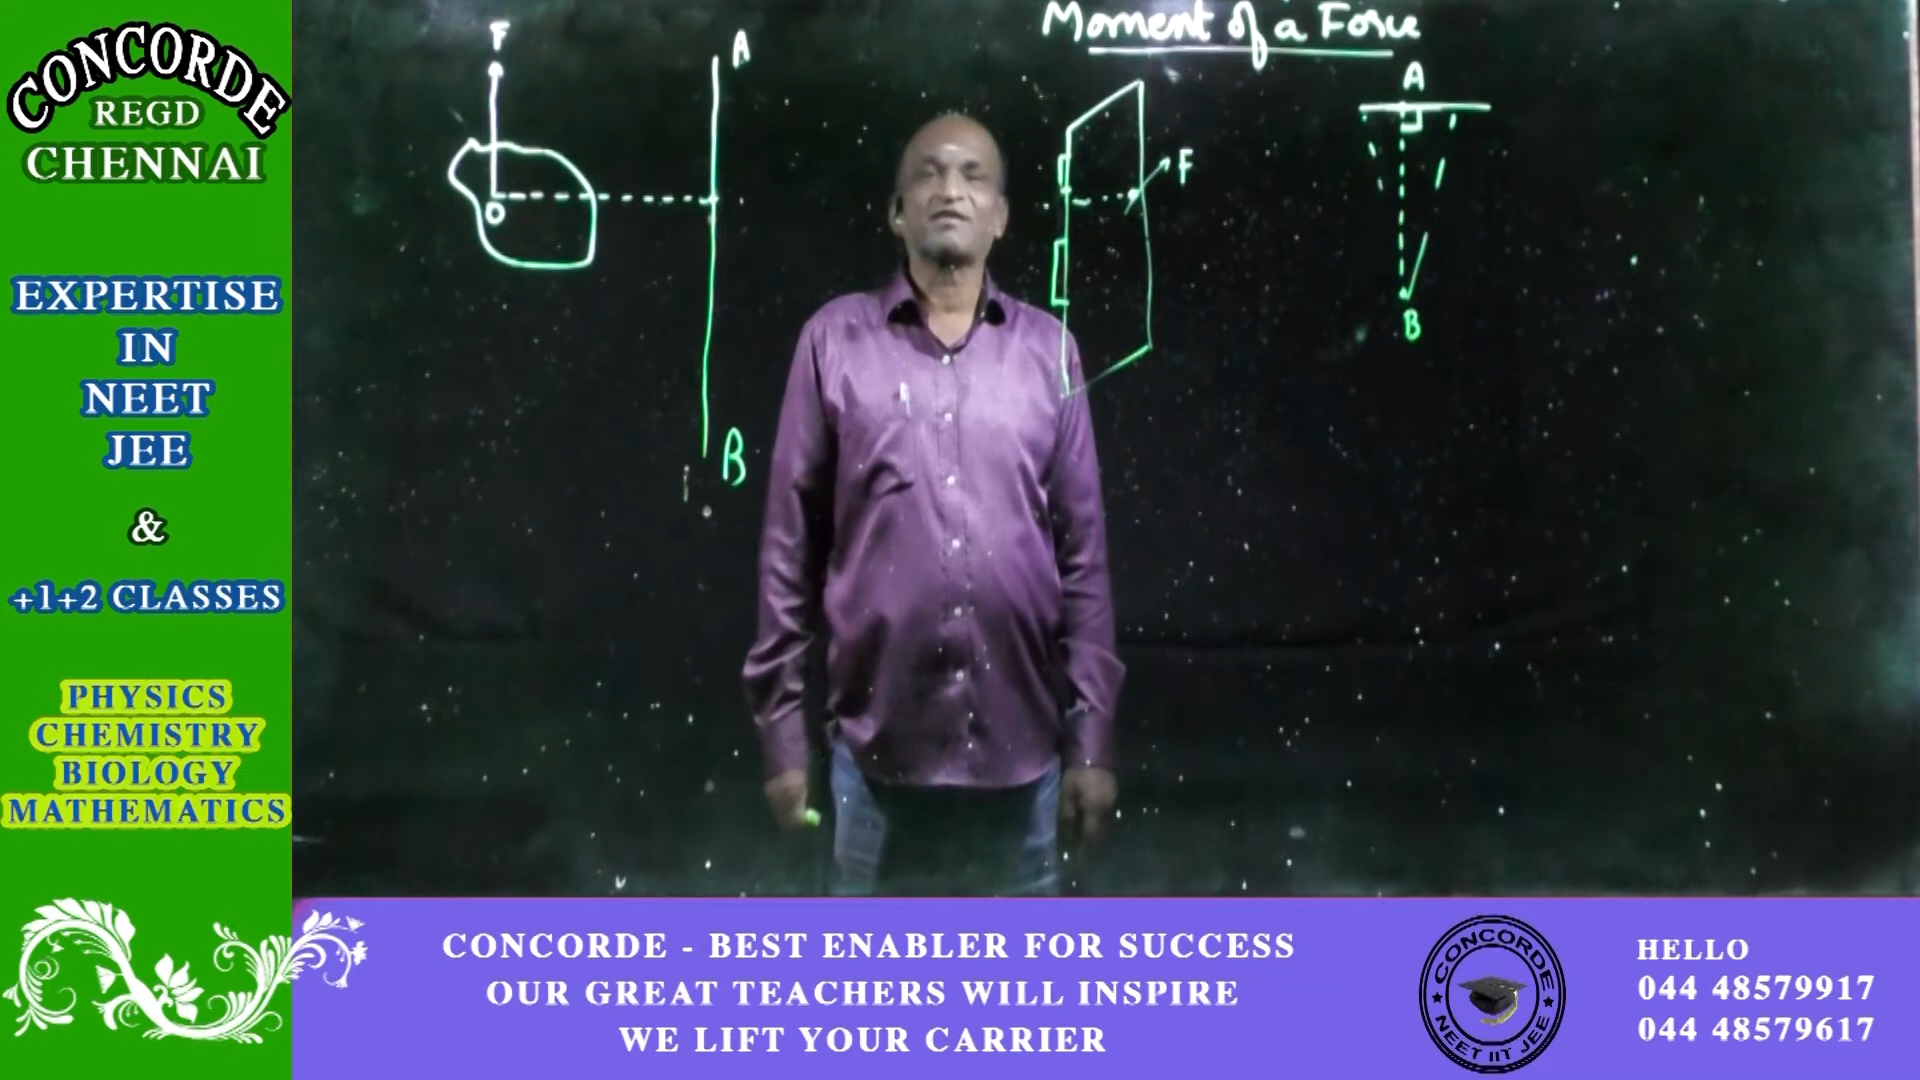 CONCORDE
REGD
CHENNAI
EXPERTISE
IN
NEET
JEE
&
+1+2 CLASSES
PHYSICS
CHEMISTRY
BIOLOGY
MATHEMATICS
Moment of a Force
F
O
A
B
F
A
B
CONCORDE - BEST ENABLER FOR SUCCESS
OUR GREAT TEACHERS WILL INSPIRE
WE LIFT YOUR CARRIER
CONCORDE
NEET IIT JEE
HELLO
044 48579917
044 48579617